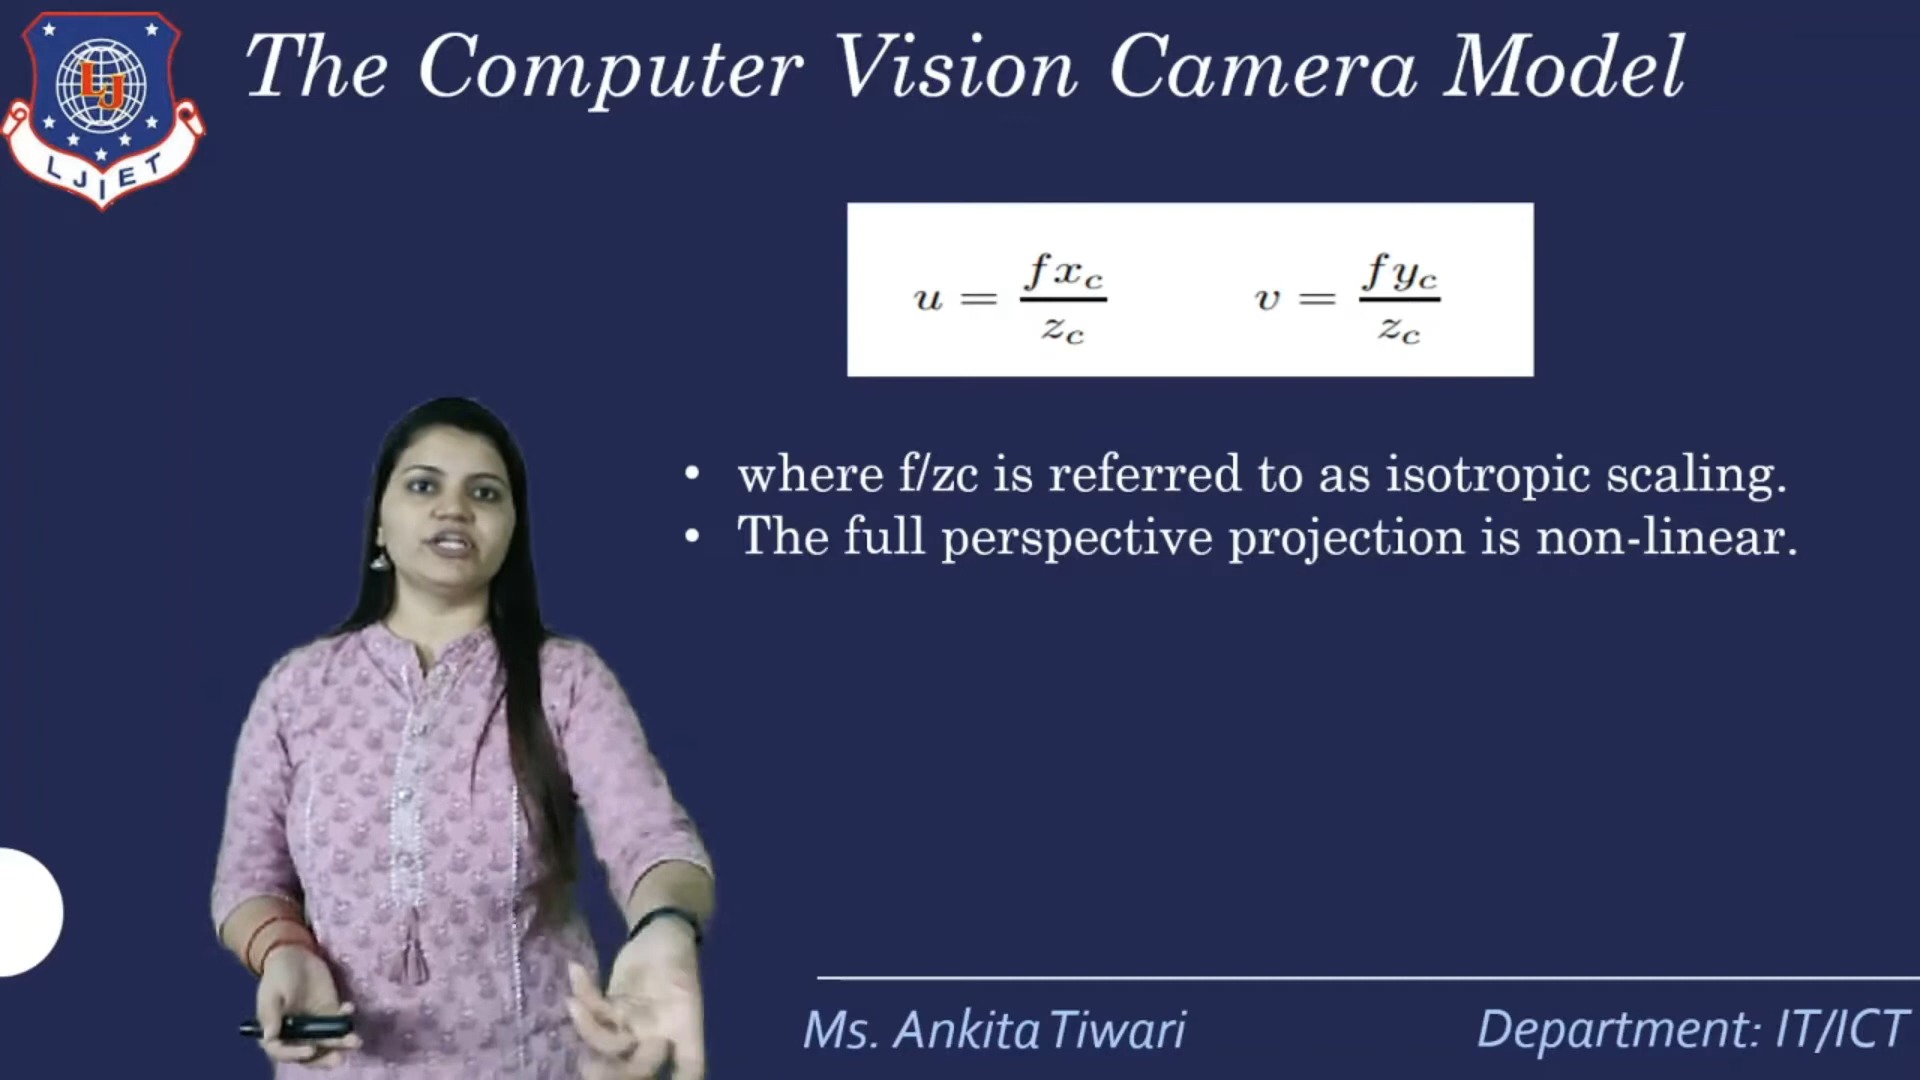 The Computer Vision Camera Model
LJ
LJIET
u = fx_c / z_c    v = fy_c / z_c
• where f/zc is referred to as isotropic scaling.
• The full perspective projection is non-linear.
Ms. Ankita Tiwari    Department: IT/ICT